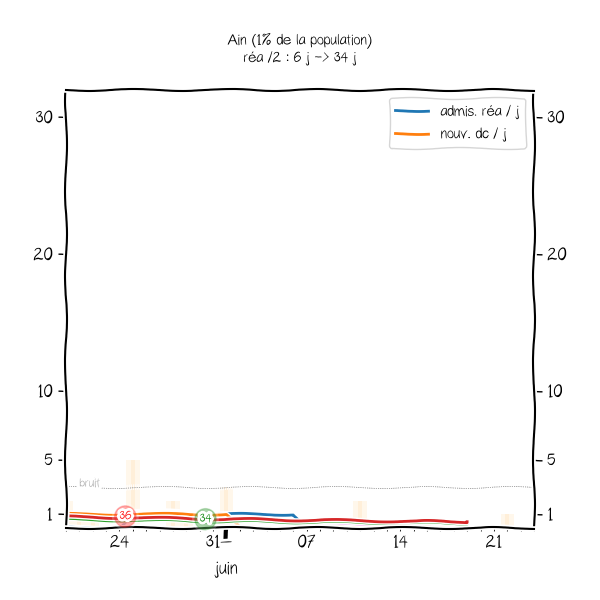 Ain (1% de la population)
réa /2 : 6 j -> 34 j
admis. réa / j
nouv. dc / j
30
30
20
20
10
10
5
5
bruit
1
1
36
34
24
31
07
14
21
juin